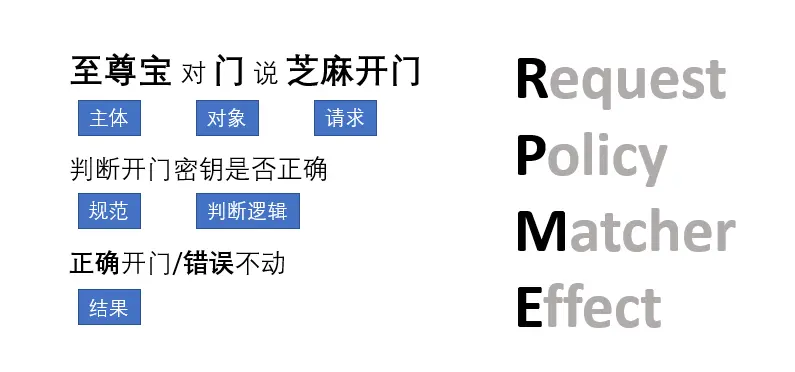 至尊宝 对 门 说 芝麻开门
主体 对象 请求
判断开门密钥是否正确
规范 判断逻辑
正确开门/错误不动
结果
Request
Policy
Matcher
Effect